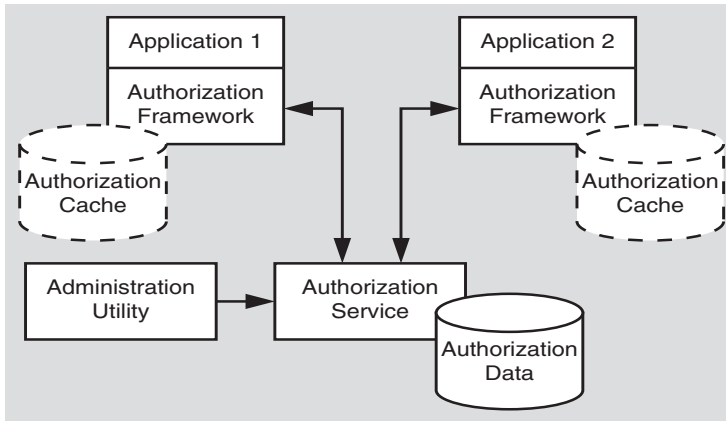 Application 1
Authorization
Framework
Authorization
Cache
Application 2
Authorization
Framework
Authorization
Cache
Administration
Utility
Authorization
Service
Authorization
Data